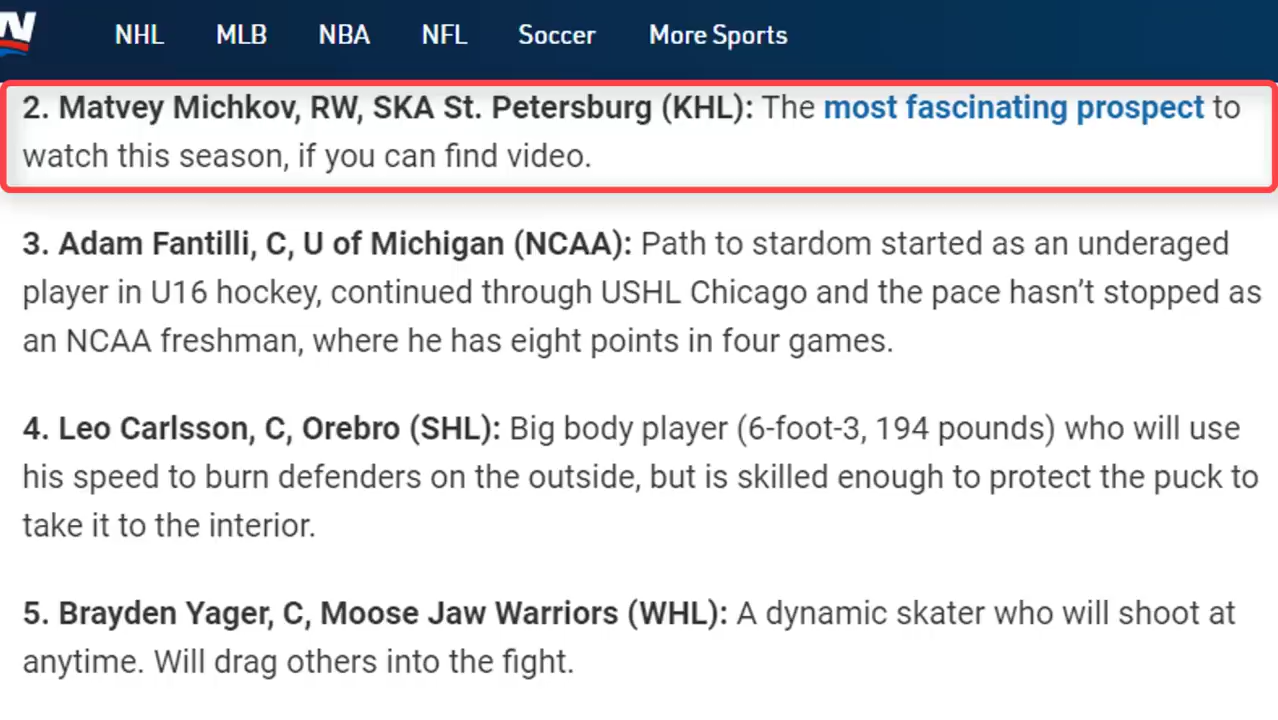 N
NHL MLB NBA NFL Soccer More Sports
2. Matvey Michkov, RW, SKA St. Petersburg (KHL): The most fascinating prospect to
watch this season, if you can find video.
3. Adam Fantilli, C, U of Michigan (NCAA): Path to stardom started as an underaged
player in U16 hockey, continued through USHL Chicago and the pace hasn’t stopped as
an NCAA freshman, where he has eight points in four games.
4. Leo Carlsson, C, Orebro (SHL): Big body player (6-foot-3, 194 pounds) who will use
his speed to burn defenders on the outside, but is skilled enough to protect the puck to
take it to the interior.
5. Brayden Yager, C, Moose Jaw Warriors (WHL): A dynamic skater who will shoot at
anytime. Will drag others into the fight.